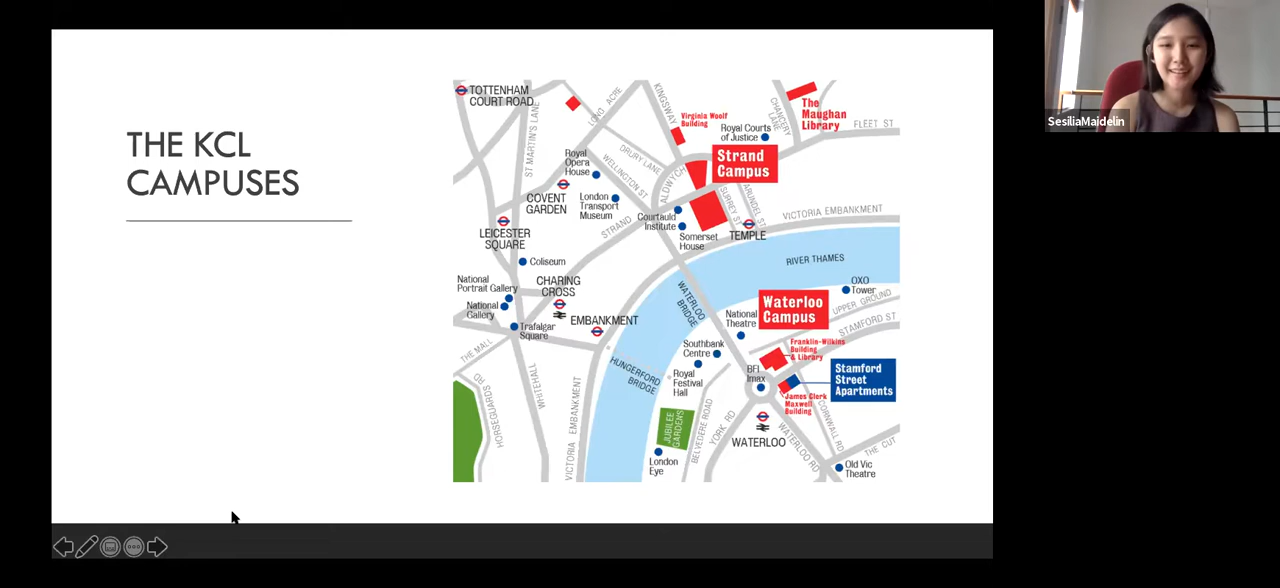 THE KCL
CAMPUSES
SesiliaMaidelin
TOTTENHAM
COURT ROAD
ST MARTIN'S LANE
LONG ACRE
KINGSWAY
Virginia Woolf
Building
CHANCERY
LANE
The
Maughan
Library
FLEET ST
Royal Courts
of Justice
Strand
Campus
DRURY LANE
Royal
Opera
House
WELLINGTON ST
ALDWYCH
COVENT
GARDEN
London
Transport
Museum
SURREY ST
ARUNDEL ST
Courtauld
Institute
STRAND
Somerset
House
TEMPLE
VICTORIA EMBANKMENT
LEICESTER
SQUARE
RIVER THAMES
Coliseum
National
Portrait Gallery
CHARING
CROSS
National
Gallery
EMBANKMENT
Trafalgar
Square
WATERLOO
BRIDGE
Waterloo
Campus
OXO
Tower
UPPER GROUND
National
Theatre
STAMFORD ST
THE MALL
HUNGERFORD
BRIDGE
Southbank
Centre
Franklin-Wilkins
Building
& Library
Royal
Festival
Hall
BFI
Imax
Stamford
Street
Apartments
James Clerk
Maxwell
Building
HORSEGUARDS RD
WHITEHALL
VICTORIA EMBANKMENT
JUBILEE
GARDENS
BELVEDERE ROAD
YORK RD
CORNWALL RD
WATERLOO
WATERLOO RD
THE CUT
London
Eye
Old Vic
Theatre